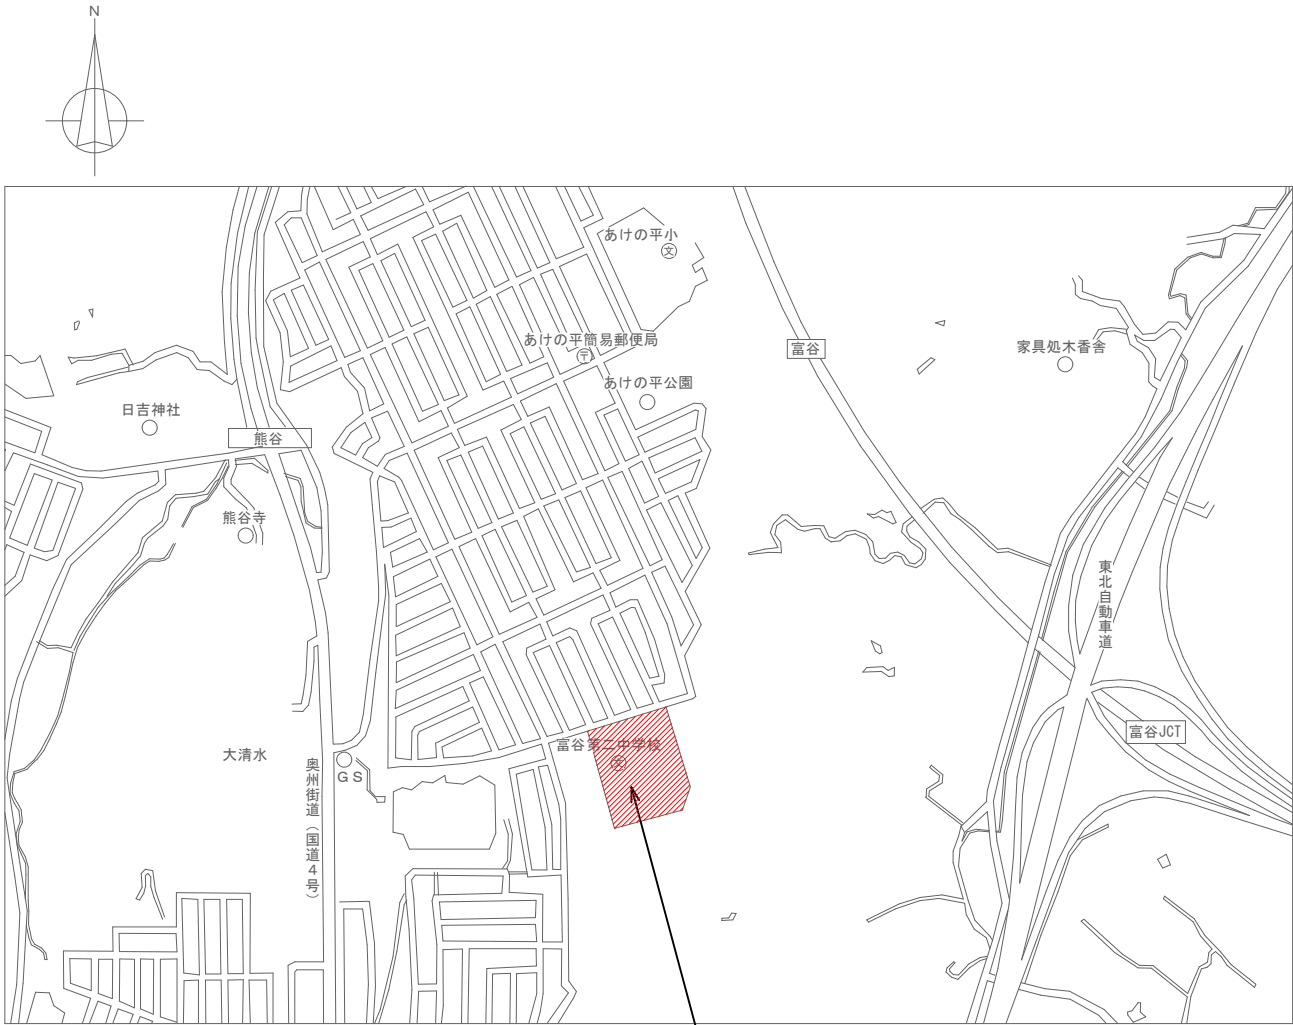 N
あけの平小
文
あけの平簡易郵便局
〒
富谷
家具処木香舎
あけの平公園
日吉神社
熊谷
熊谷寺
東北自動車道
富谷JCT
富谷第二中学校
文
大清水
GS
奥州街道(国道4号)